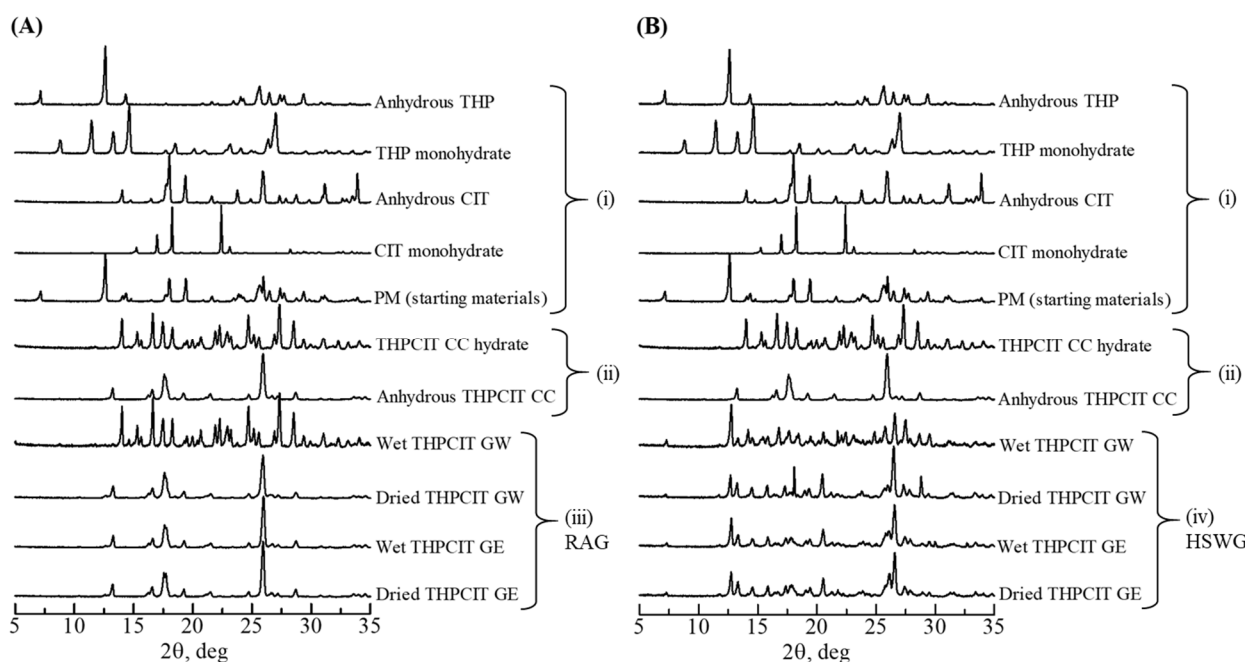 (A)
Anhydrous THP
THP monohydrate
Anhydrous CIT
CIT monohydrate
PM (starting materials)
(i)
THPCIT CC hydrate
Anhydrous THPCIT CC
(ii)
Wet THPCIT GW
Dried THPCIT GW
Wet THPCIT GE
Dried THPCIT GE
(iii)
RAG
5 10 15 20 25 30 35
2θ, deg
(B)
Anhydrous THP
THP monohydrate
Anhydrous CIT
CIT monohydrate
PM (starting materials)
(i)
THPCIT CC hydrate
Anhydrous THPCIT CC
(ii)
Wet THPCIT GW
Dried THPCIT GW
Wet THPCIT GE
Dried THPCIT GE
(iv)
HSWG
5 10 15 20 25 30 35
2θ, deg